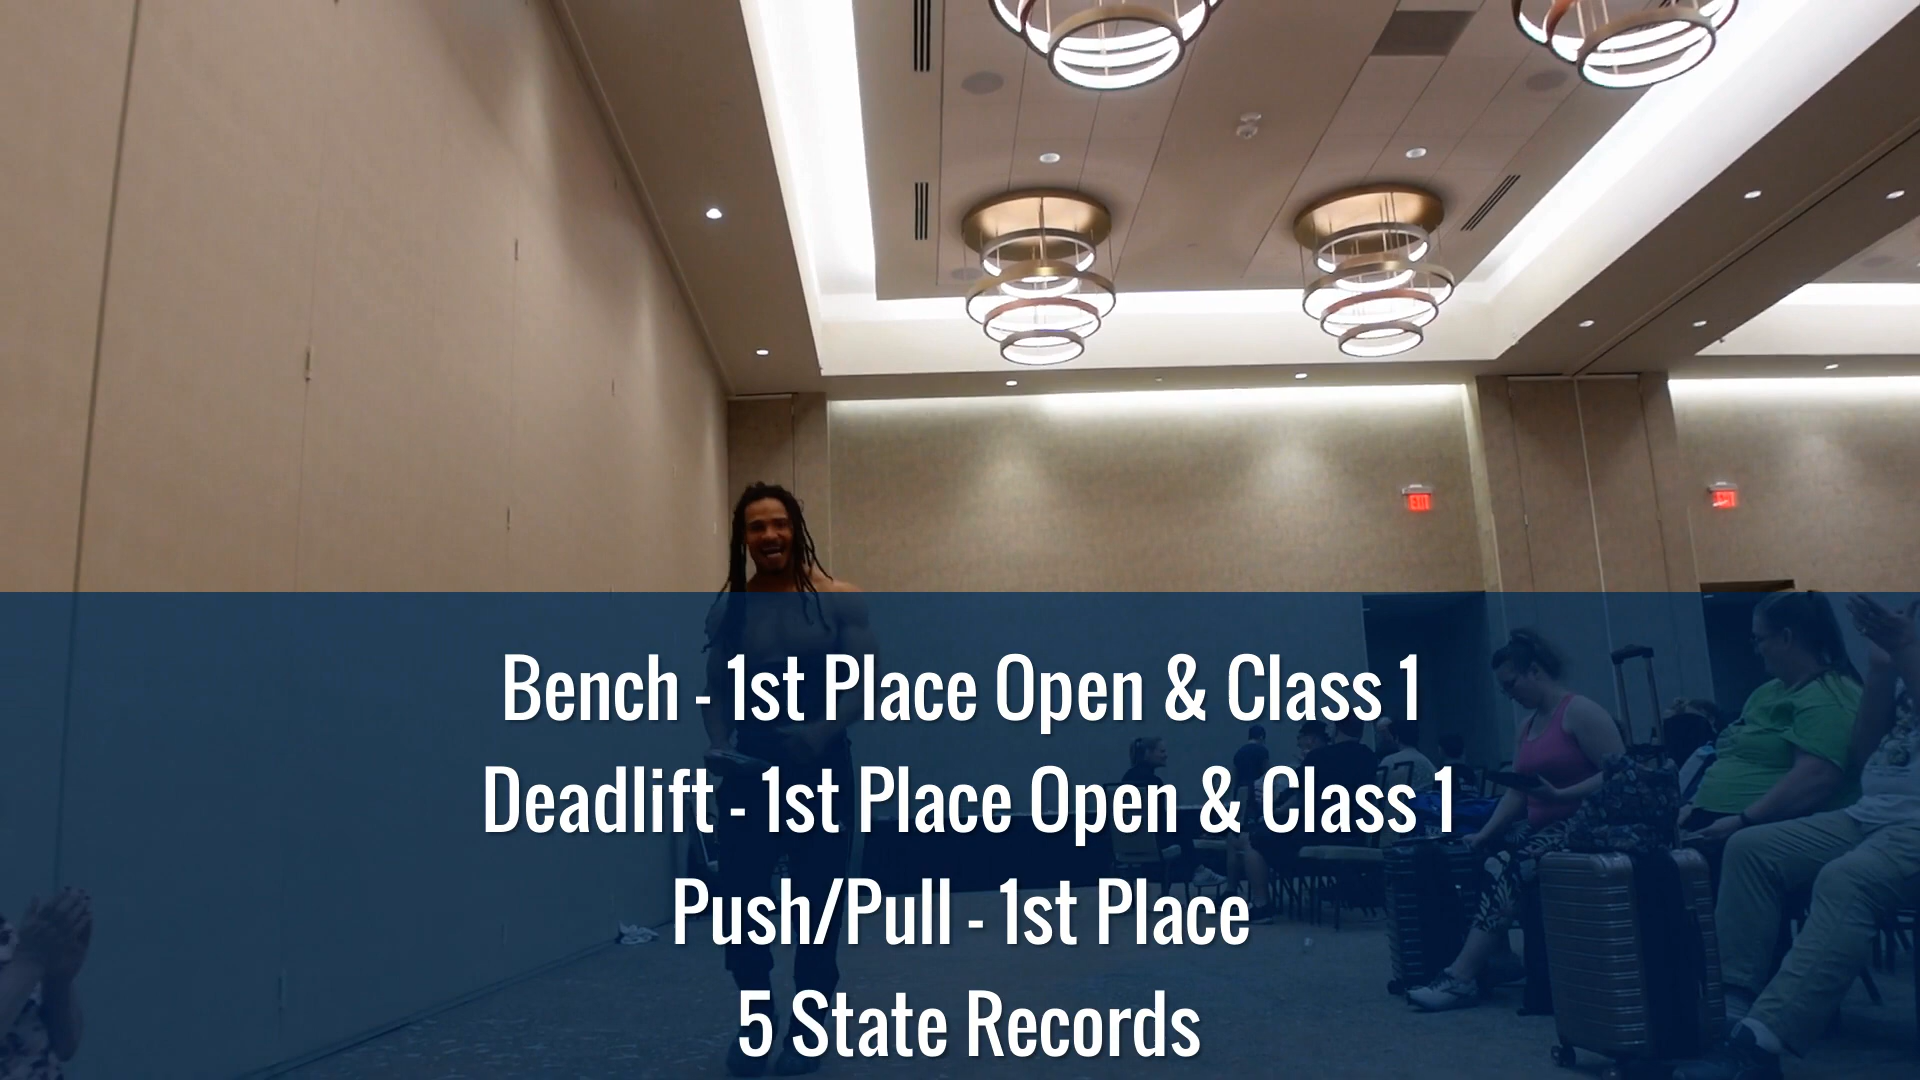 EXIT
Bench - 1st Place Open & Class 1
Deadlift - 1st Place Open & Class 1
Push/Pull - 1st Place
5 State Records